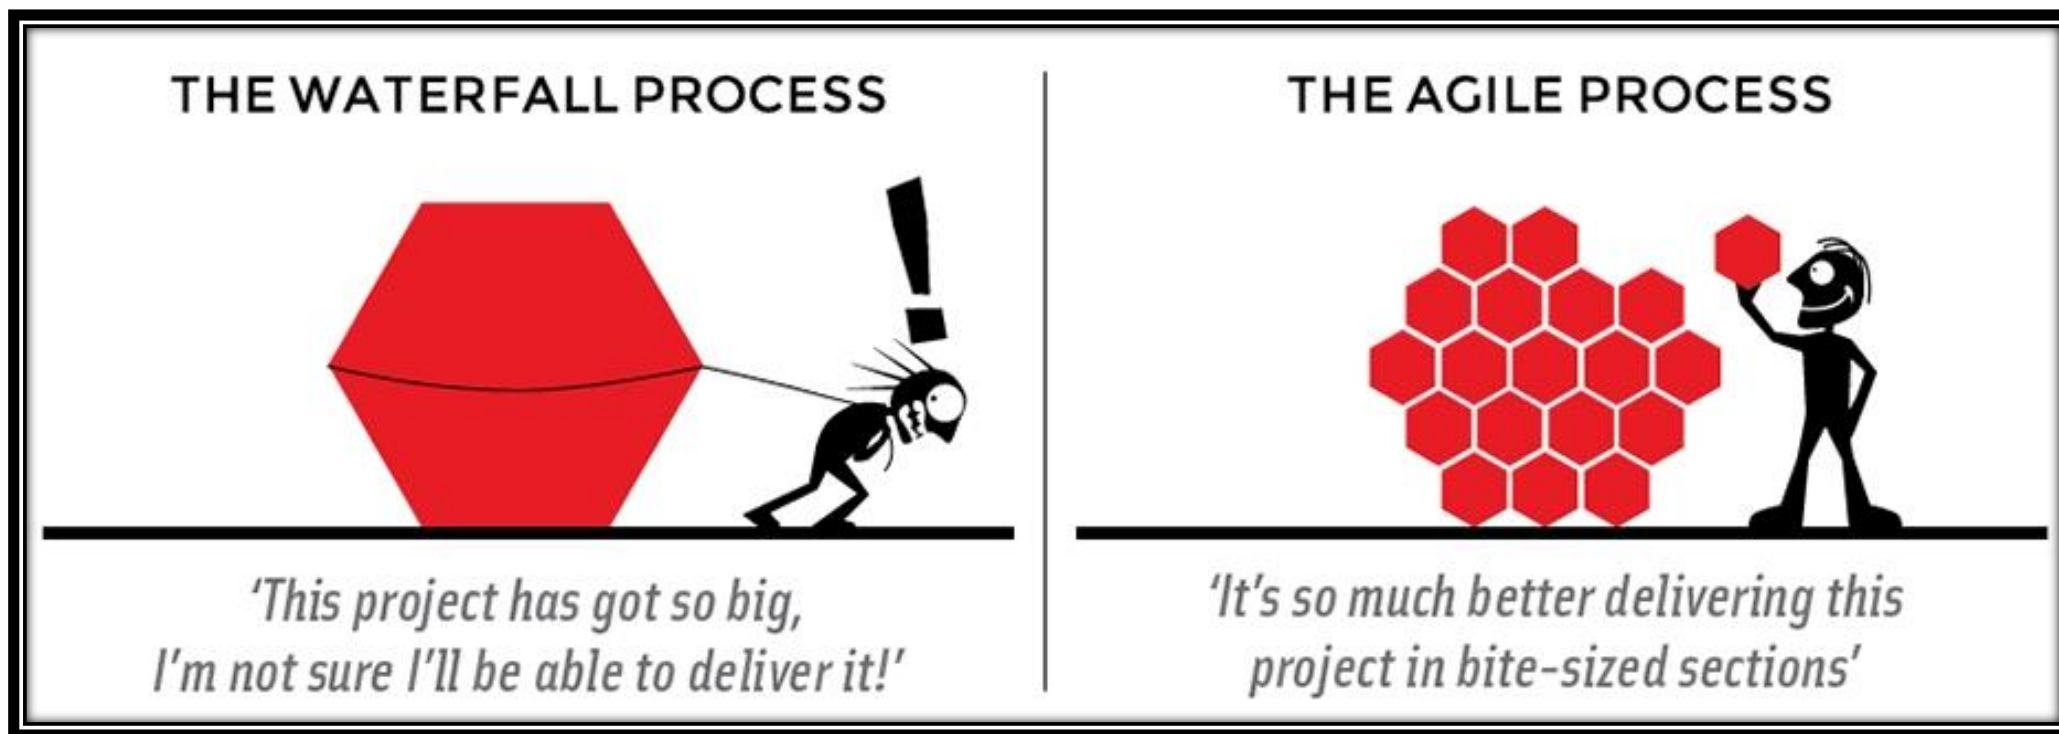 THE WATERFALL PROCESS
‘This project has got so big,
I’m not sure I’ll be able to deliver it!’
THE AGILE PROCESS
‘It’s so much better delivering this
project in bite-sized sections’